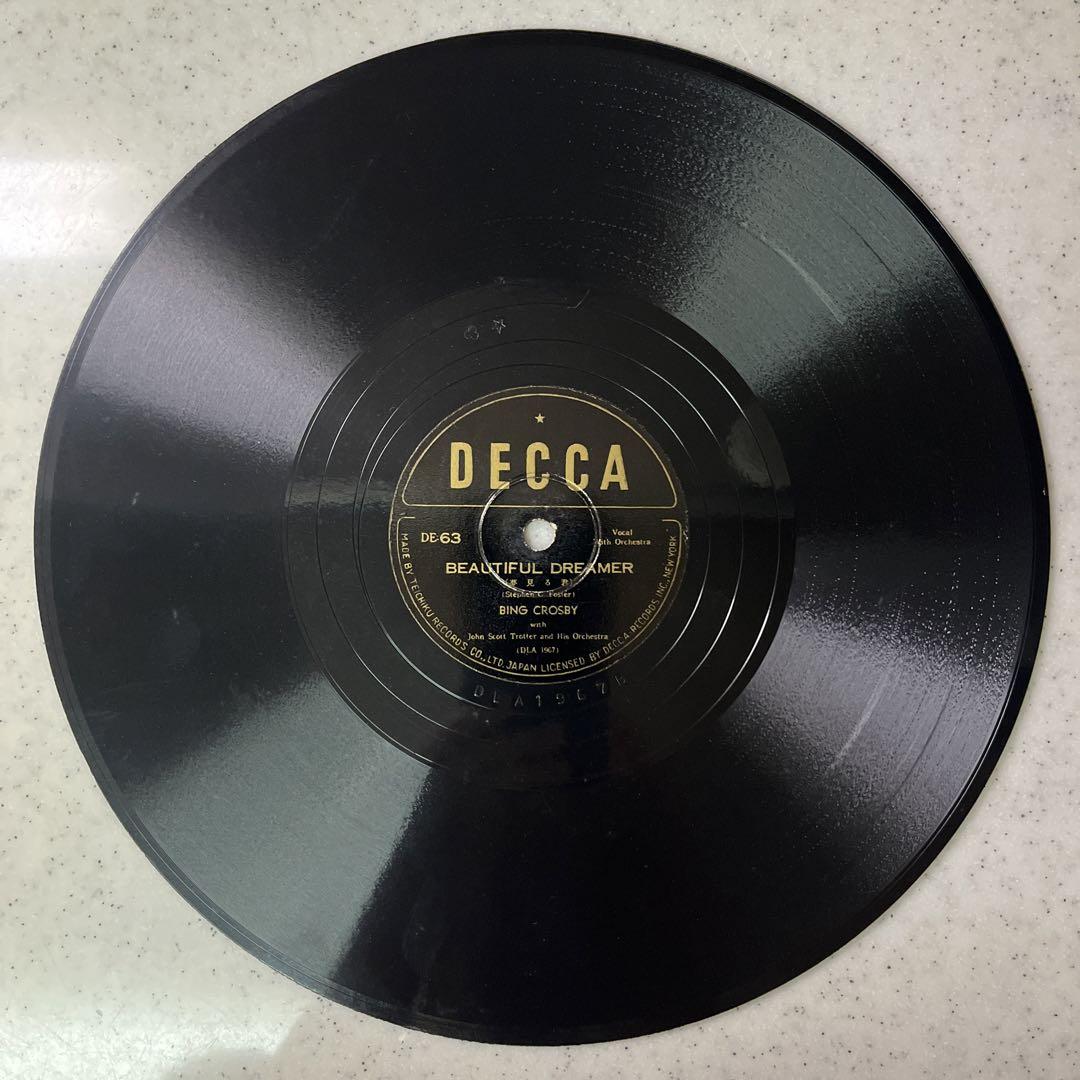 DECCA
DE-63
Vocal
with Orchestra
BEAUTIFUL DREAMER
(夢見る君)
(Stephen C. Foster)
BING CROSBY
with
John Scott Trotter and His Orchestra
(DLA 1967)
MADE BY TEICHIKU RECORDS CO., LTD. JAPAN LICENSED BY DECCA RECORDS INC., NEW YORK
DLA1967